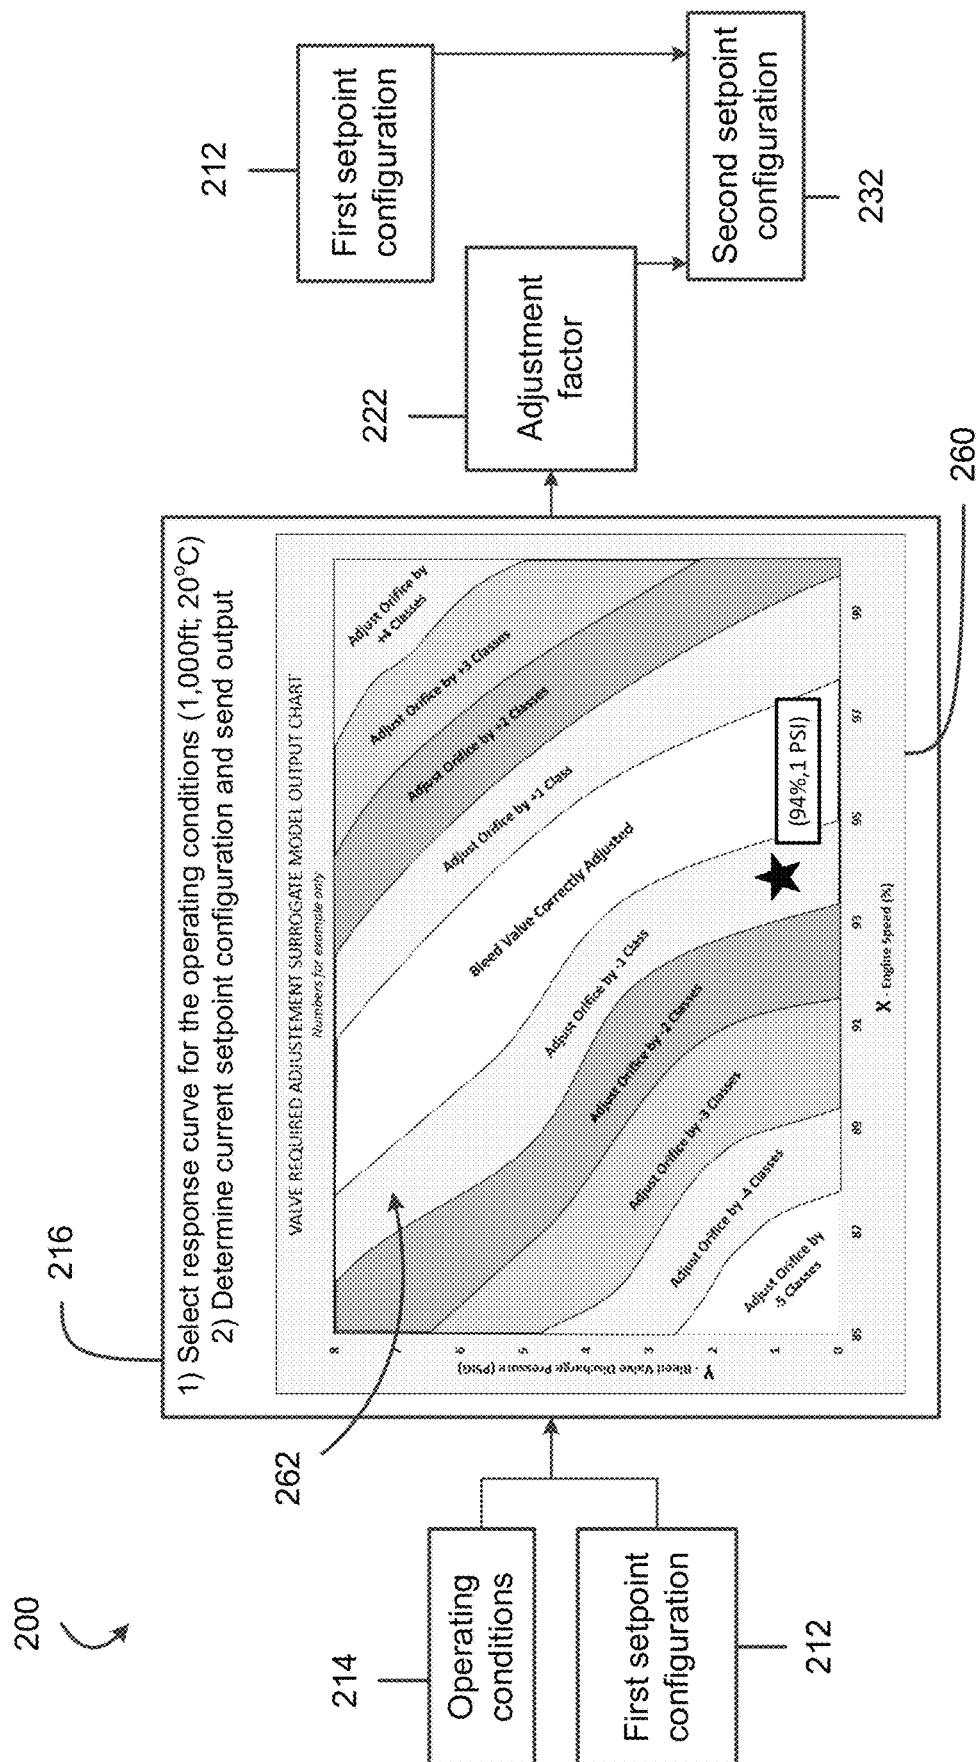 200
214
Operating
conditions
First setpoint
configuration
212
216
1) Select response curve for the operating conditions (1,000ft; 20°C)
2) Determine current setpoint configuration and send output
VALVE REQUIRED ADJUSTEMENT SURROGATE MODEL OUTPUT CHART
Numbers for example only
Y - Bleed Valve Discharge Pressure (PSIG)
8
7
6
5
4
3
2
1
0
Adjust Orifice by
-5 Classes
Adjust Orifice by -4 Classes
Adjust Orifice by -3 Classes
Adjust Orifice by -2 Classes
Adjust Orifice by -1 Class
Bleed Valve Correctly Adjusted
Adjust Orifice by +1 Class
Adjust Orifice by +2 Classes
Adjust Orifice by +3 Classes
Adjust Orifice by
+4 Classes
(94%,1 PSI)
85
87
89
91
93
95
97
99
X - Engine Speed (%)
262
260
222
Adjustment
factor
212
First setpoint
configuration
Second setpoint
configuration
232